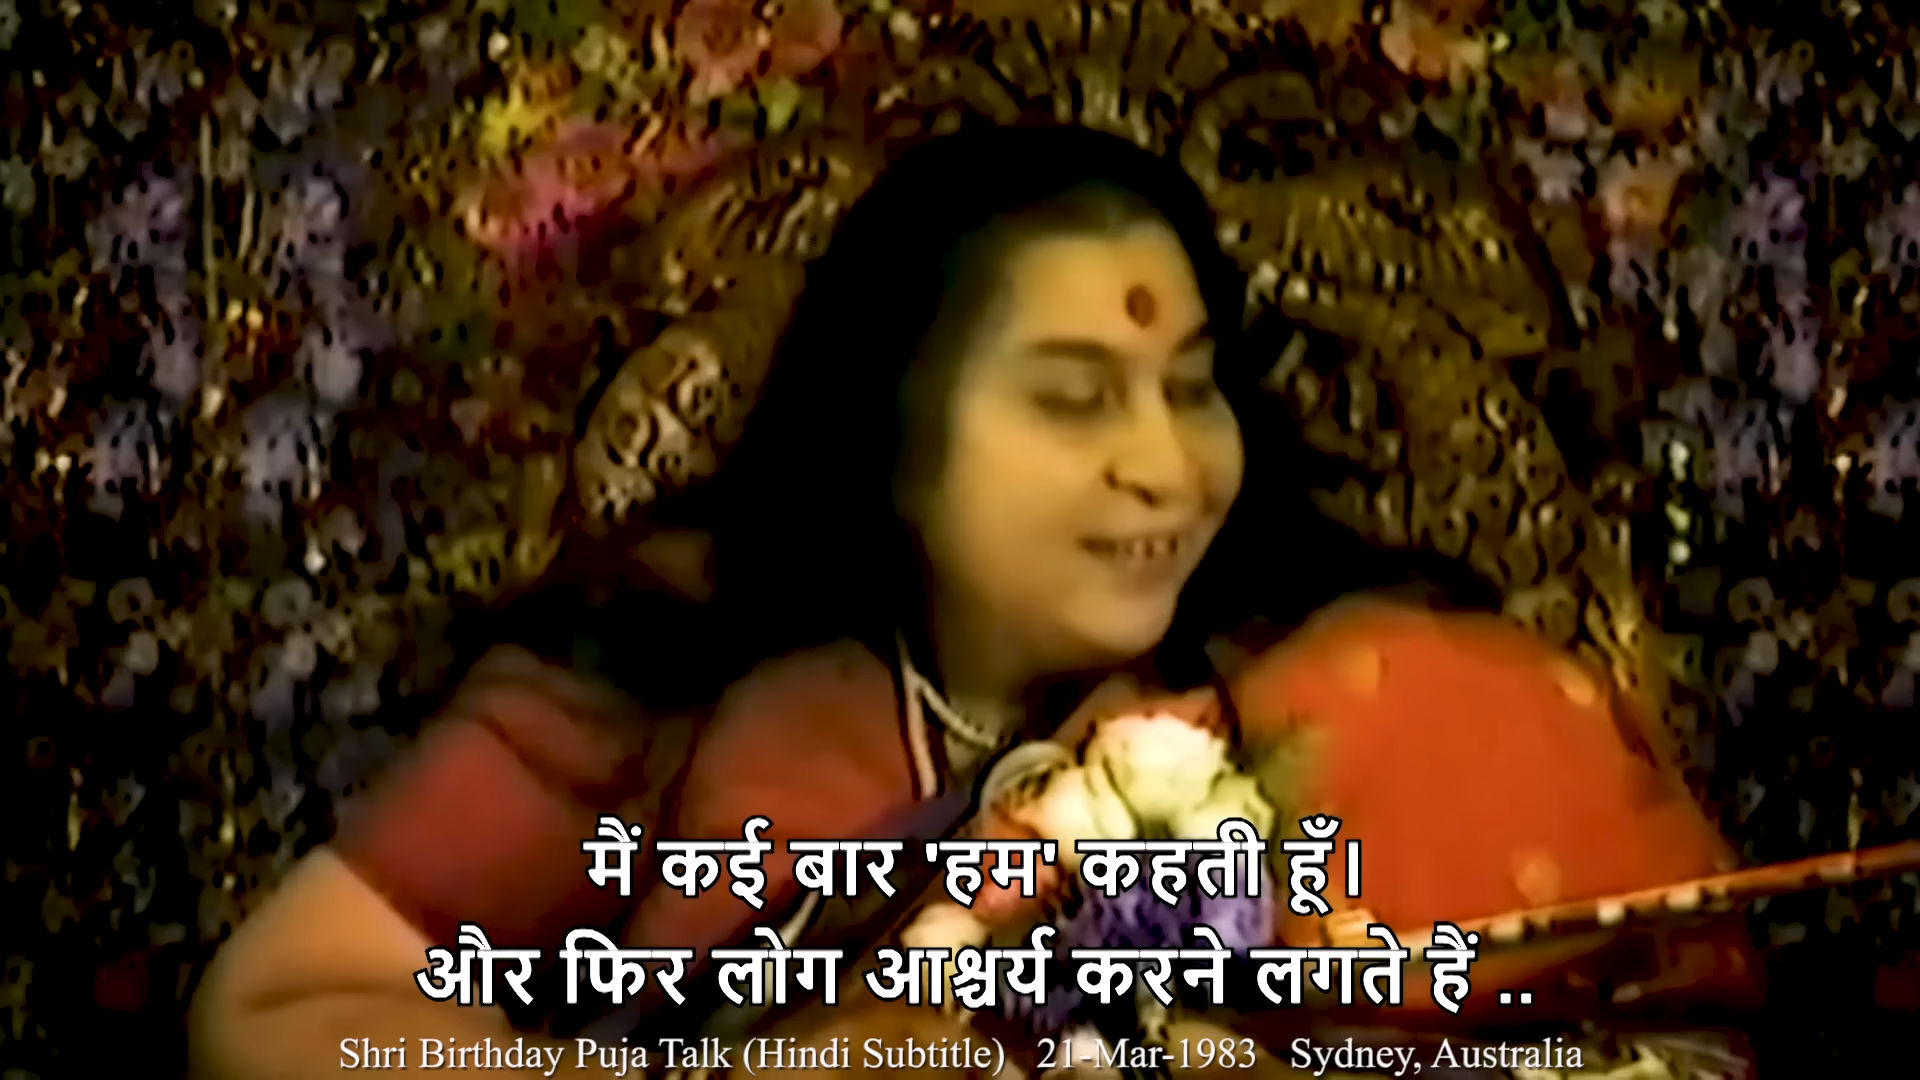 मैं कई बार 'हम' कहती हूँ।
और फिर लोग आश्चर्य करने लगते हैं ..
Shri Birthday Puja Talk (Hindi Subtitle) 21-Mar-1983 Sydney, Australia